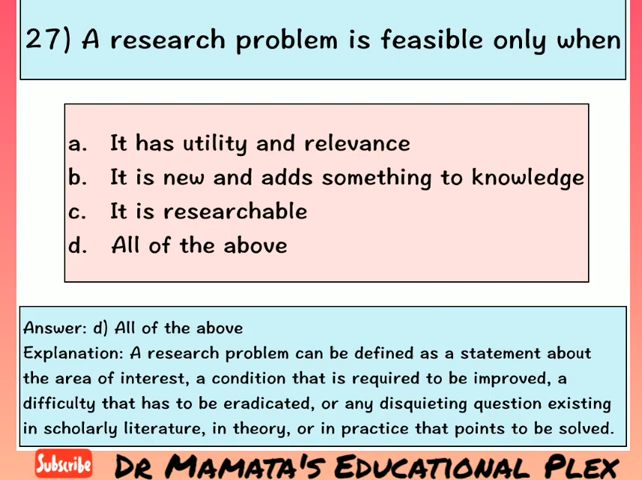 27) A research problem is feasible only when
a. It has utility and relevance
b. It is new and adds something to knowledge
c. It is researchable
d. All of the above
Answer: d) All of the above
Explanation: A research problem can be defined as a statement about
the area of interest, a condition that is required to be improved, a
difficulty that has to be eradicated, or any disquieting question existing
in scholarly literature, in theory, or in practice that points to be solved.
Subscribe Dr Mamata's Educational Plex